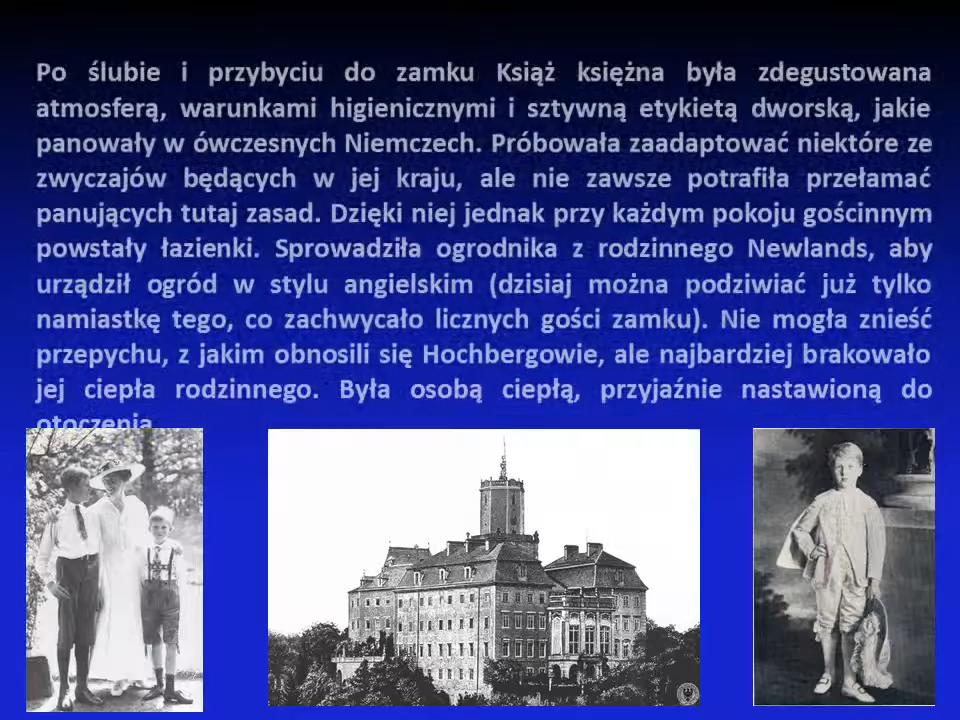 Po ślubie i przybyciu do zamku Książ księżna była zdegustowana
atmosferą, warunkami higienicznymi i sztywną etykietą dworską, jakie
panowały w ówczesnych Niemczech. Próbowała zaadaptować niektóre ze
zwyczajów będących w jej kraju, ale nie zawsze potrafiła przełamać
panujących tutaj zasad. Dzięki niej jednak przy każdym pokoju gościnnym
powstały łazienki. Sprowadziła ogrodnika z rodzinnego Newlands, aby
urządził ogród w stylu angielskim (dzisiaj można podziwiać już tylko
namiastkę tego, co zachwycało licznych gości zamku). Nie mogła znieść
przepychu, z jakim obnosili się Hochbergowie, ale najbardziej brakowało
jej ciepła rodzinnego. Była osobą ciepłą, przyjaźnie nastawioną do
otoczenia.